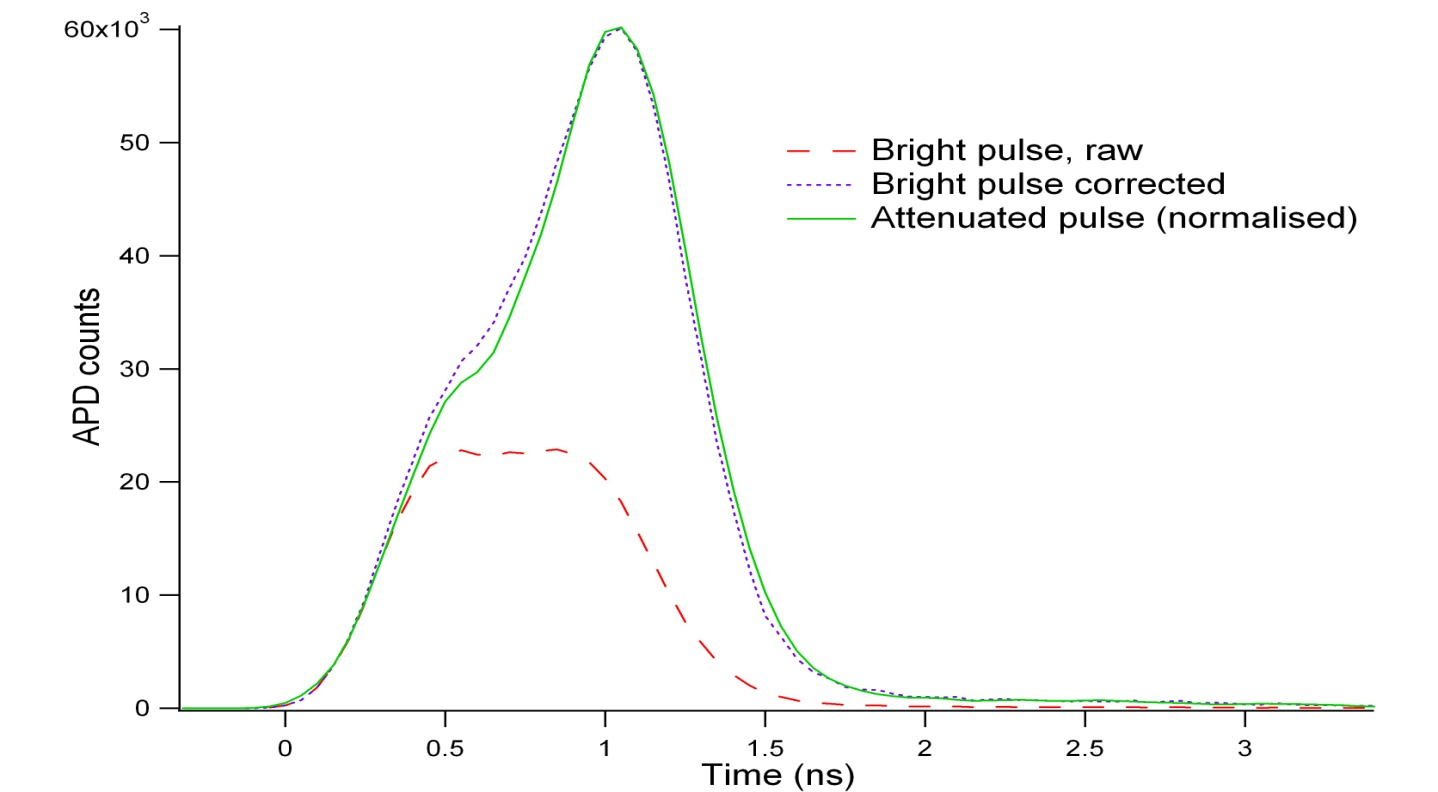 60x10³
50
40
30
20
10
0
APD counts
Bright pulse, raw
Bright pulse corrected
Attenuated pulse (normalised)
0 0.5 1 1.5 2 2.5 3
Time (ns)